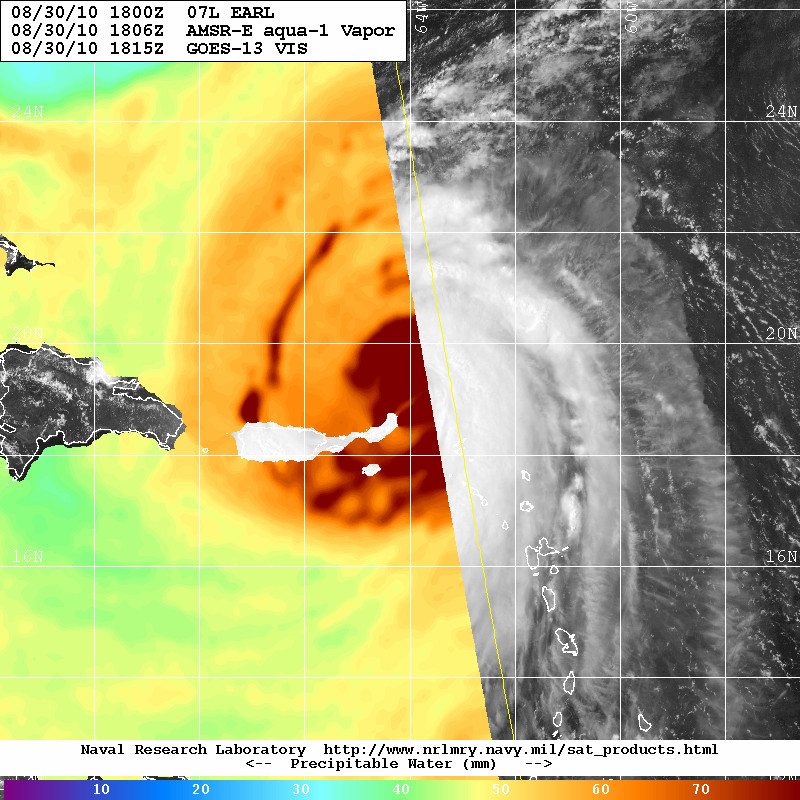 08/30/10 1800Z 07L EARL
08/30/10 1806Z AMSR-E aqua-1 Vapor
08/30/10 1815Z GOES-13 VIS
64W 60W
24N 24N
20N 20N
16N 16N
Naval Research Laboratory http://www.nrlmry.navy.mil/sat_products.html
<-- Precipitable Water (mm) -->
10 20 30 40 50 60 70